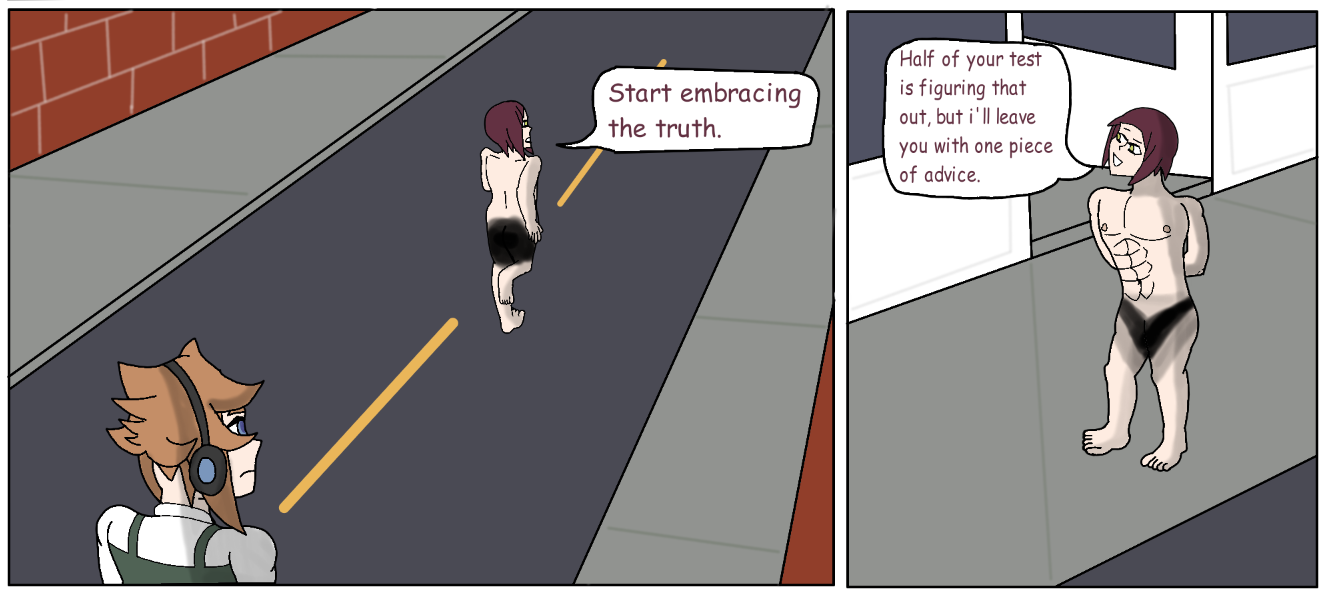 Start embracing
the truth.
Half of your test
is figuring that
out, but i'll leave
you with one piece
of advice.